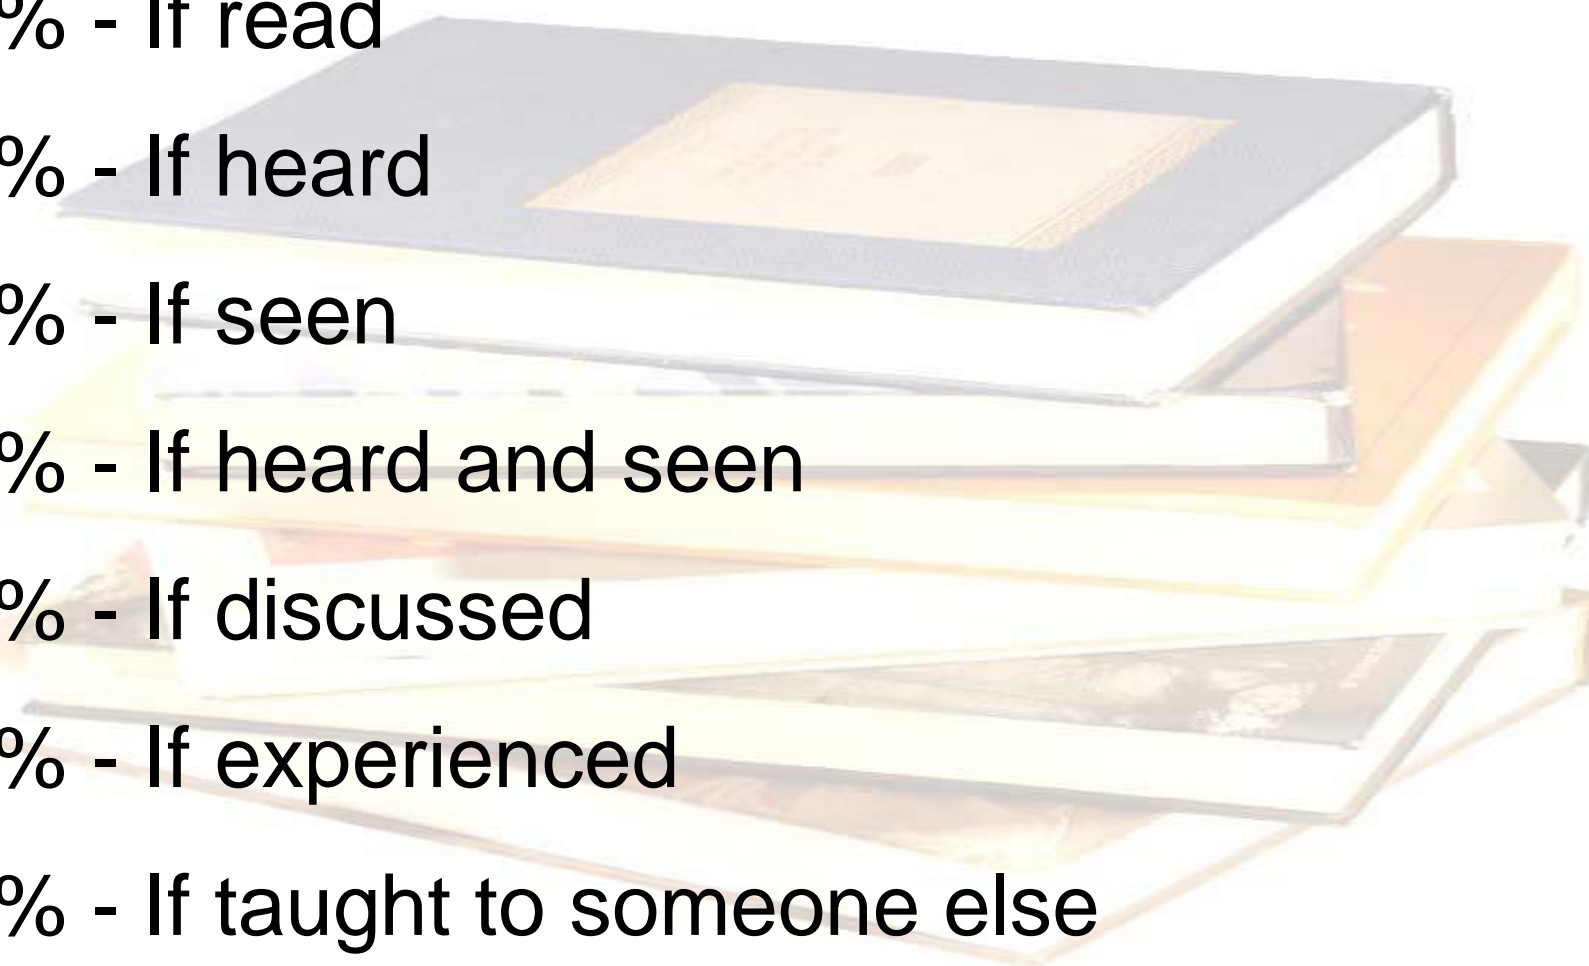 % - If read
% - If heard
% - If seen
% - If heard and seen
% - If discussed
% - If experienced
% - If taught to someone else